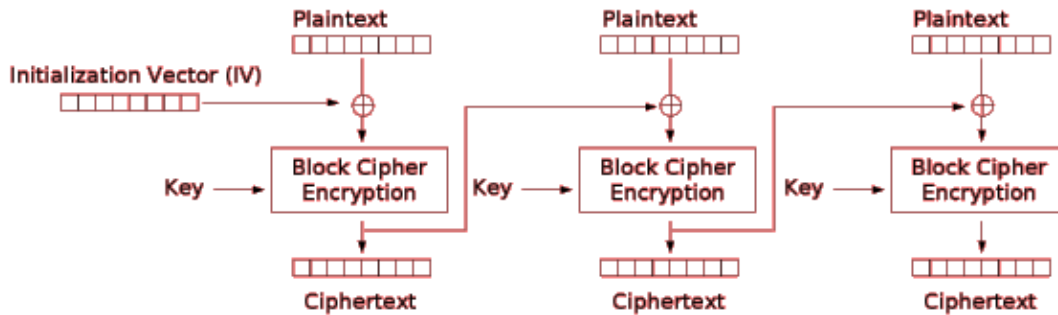 Plaintext
Plaintext
Plaintext
Initialization Vector (IV)
Block Cipher
Encryption
Block Cipher
Encryption
Block Cipher
Encryption
Key
Key
Key
Ciphertext
Ciphertext
Ciphertext